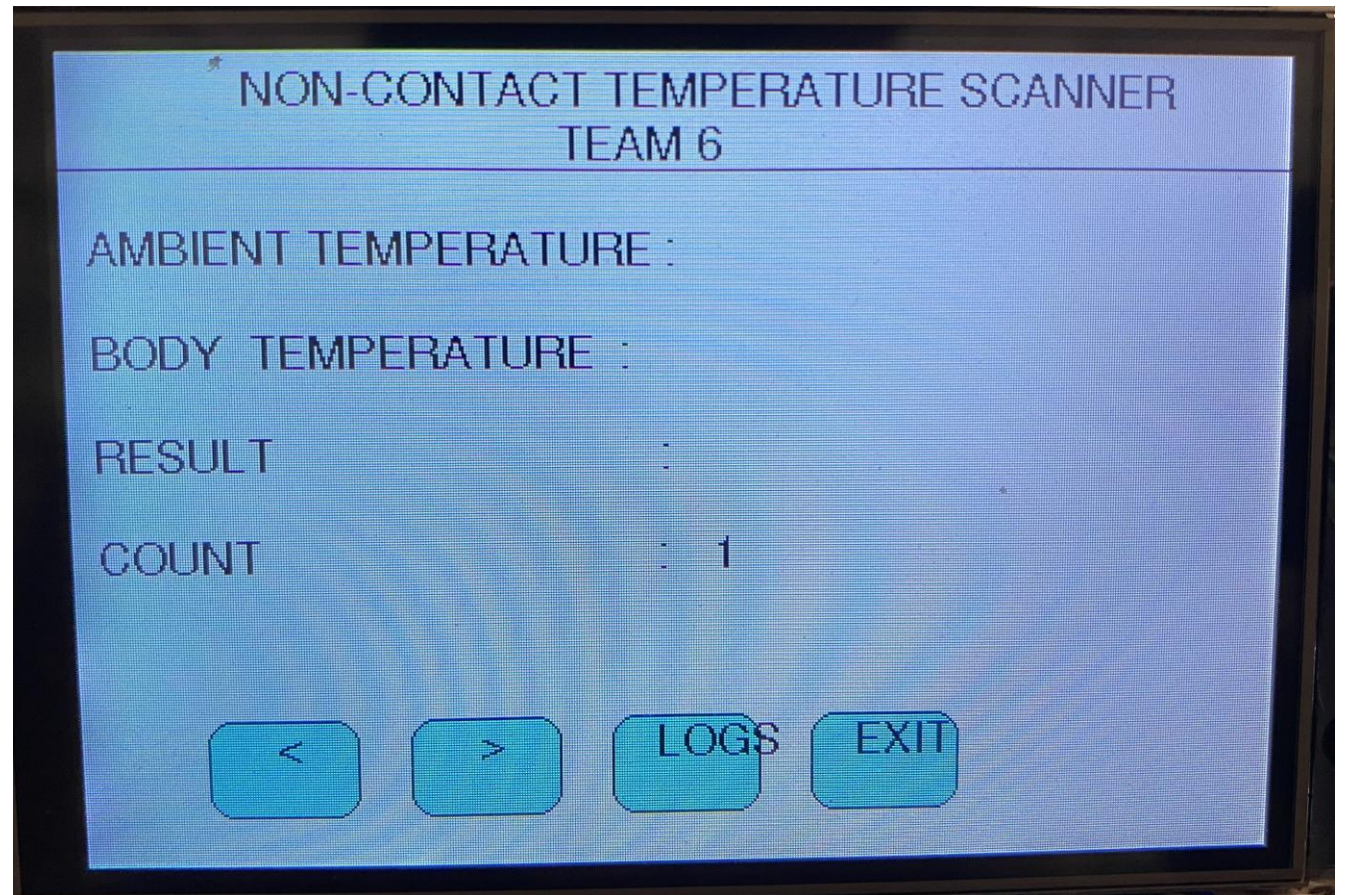 NON-CONTACT TEMPERATURE SCANNER
TEAM 6
AMBIENT TEMPERATURE :
BODY TEMPERATURE :
RESULT :
COUNT : 1
< > LOGS EXIT